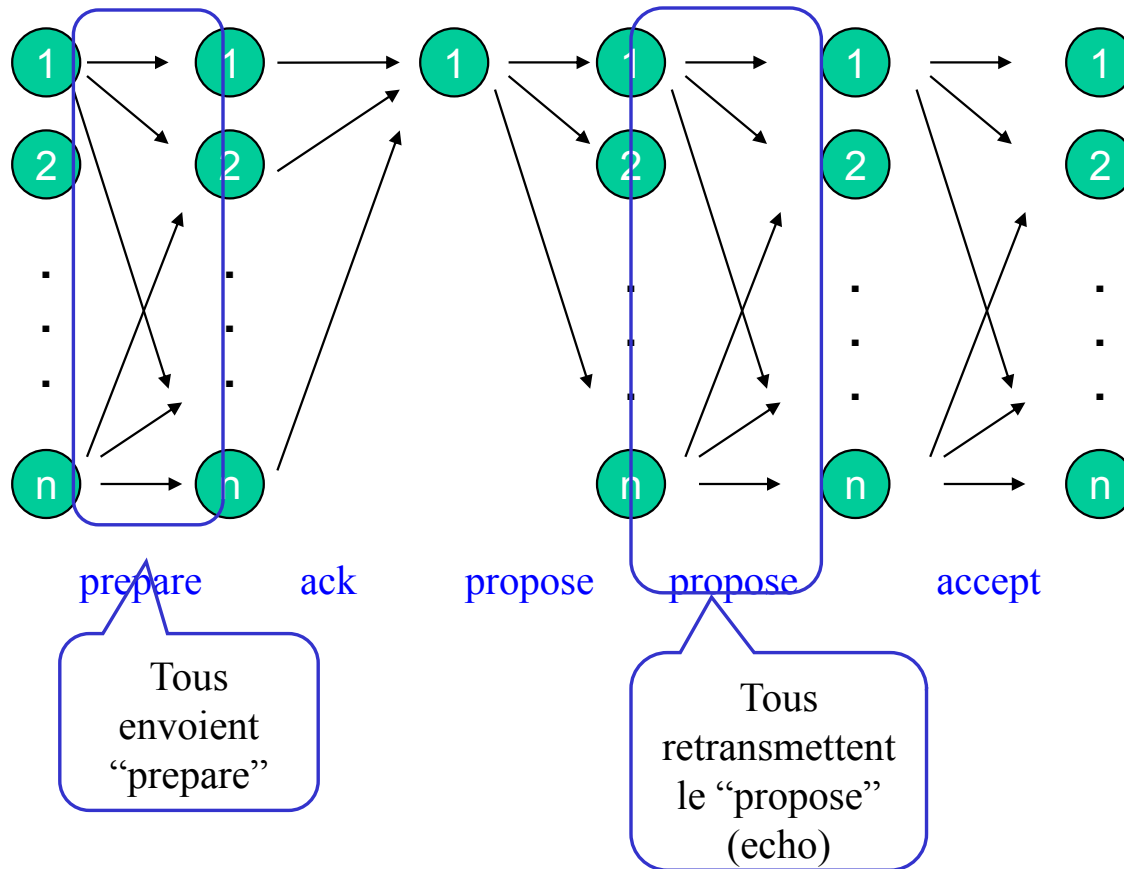 1 1 1 1 1 1
2 2 2 2 2
. . . . .
. . . . .
. . . . .
n n n n n
prepare ack propose propose accept
Tous
envoient
“prepare”
Tous
retransmettent
le “propose”
(echo)